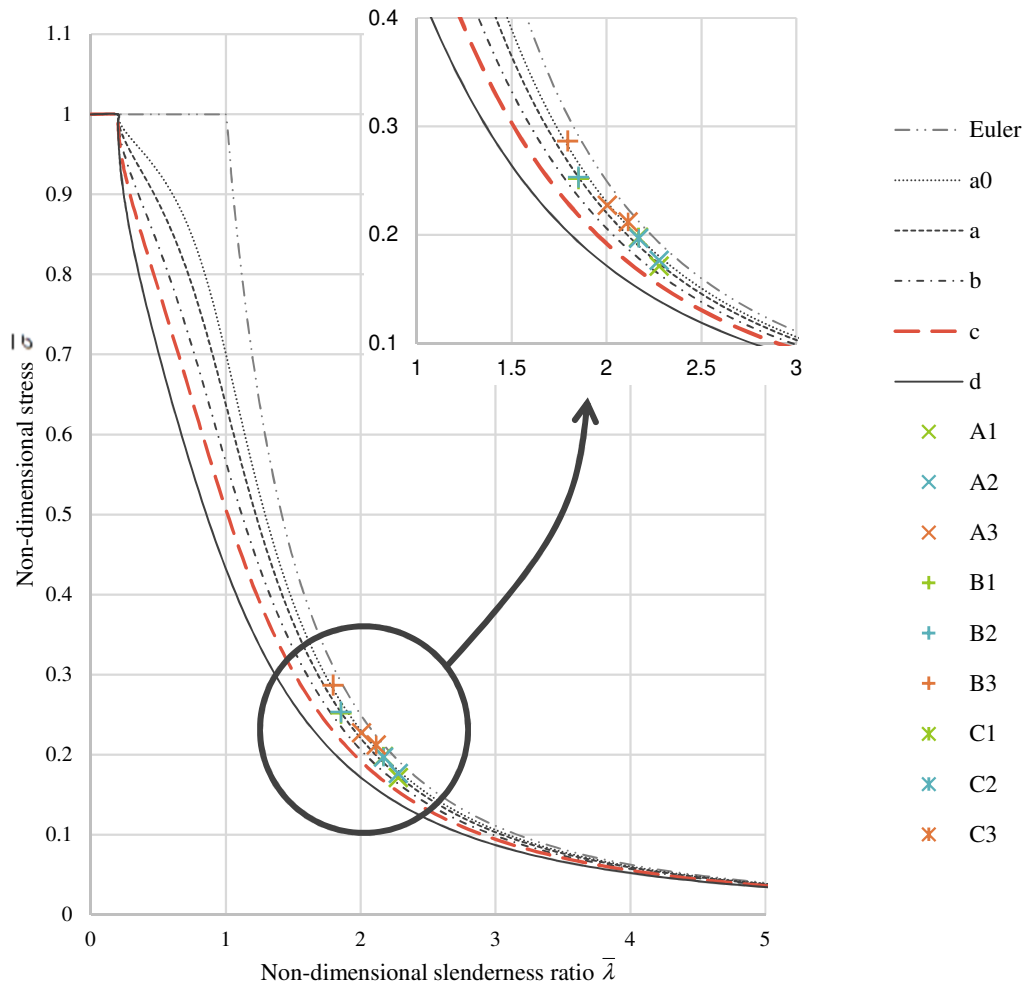 1.1
1
0.9
0.8
0.7
0.6
0.5
0.4
0.3
0.2
0.1
0
0
1
2
3
4
5
Non-dimensional stress σ̅
Non-dimensional slenderness ratio λ̅
0.4
0.3
0.2
0.1
1
1.5
2
2.5
3
Euler
a0
a
b
c
d
A1
A2
A3
B1
B2
B3
C1
C2
C3